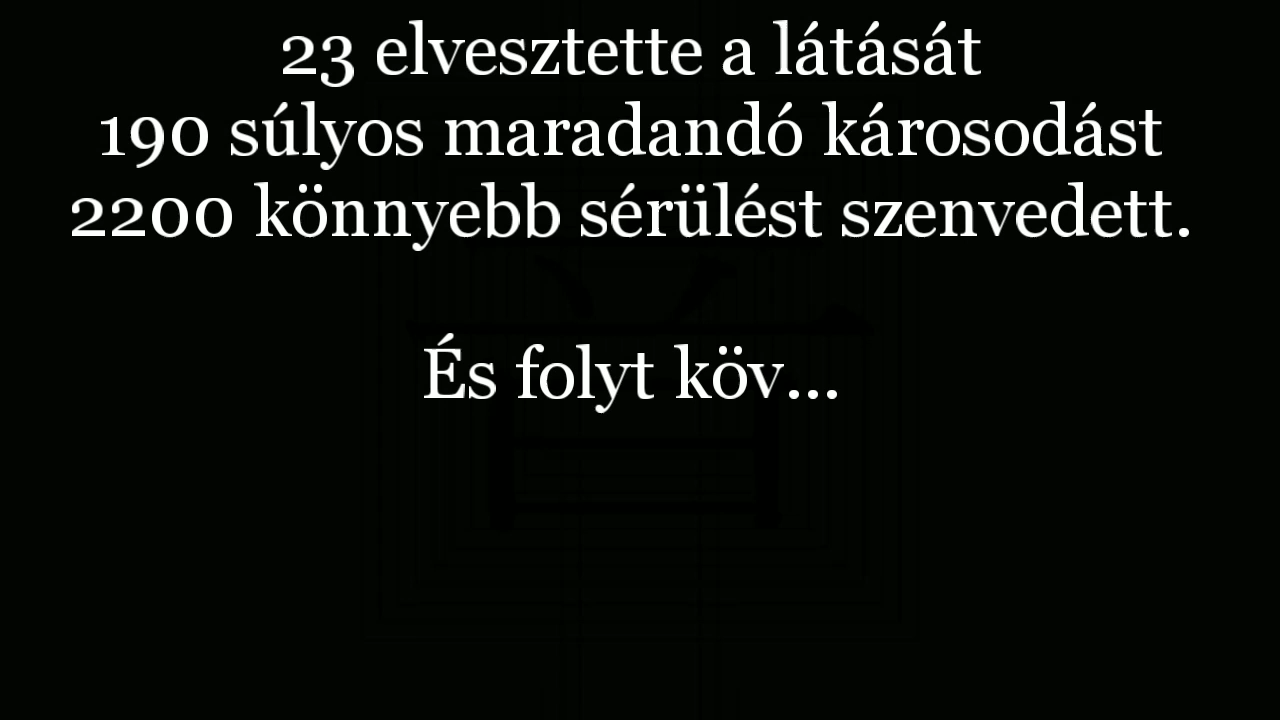 23 elvesztette a látását
190 súlyos maradandó károsodást
2200 könnyebb sérülést szenvedett.
És folyt köv...